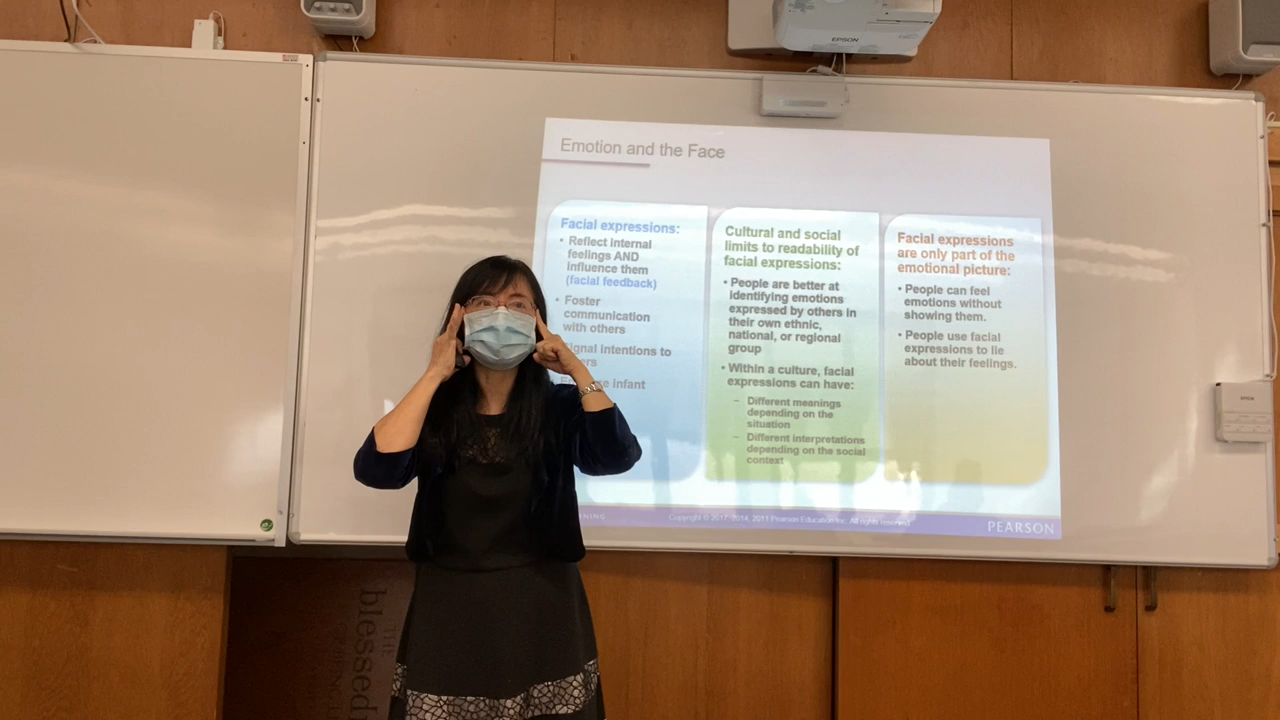 EPSON
Emotion and the Face
Facial expressions:
• Reflect internal
feelings AND
influence them
(facial feedback)
• Foster
communication
with others
ignal intentions to
ers
infant
Cultural and social
limits to readability of
facial expressions:
• People are better at
identifying emotions
expressed by others in
their own ethnic,
national, or regional
group
• Within a culture, facial
expressions can have:
– Different meanings
depending on the
situation
– Different interpretations
depending on the social
context
Facial expressions
are only part of the
emotional picture:
• People can feel
emotions without
showing them.
• People use facial
expressions to lie
about their feelings.
EPSON
NING
Copyright © 2017, 2014, 2011 Pearson Education Inc. All rights reserved
PEARSON
THE
blessed